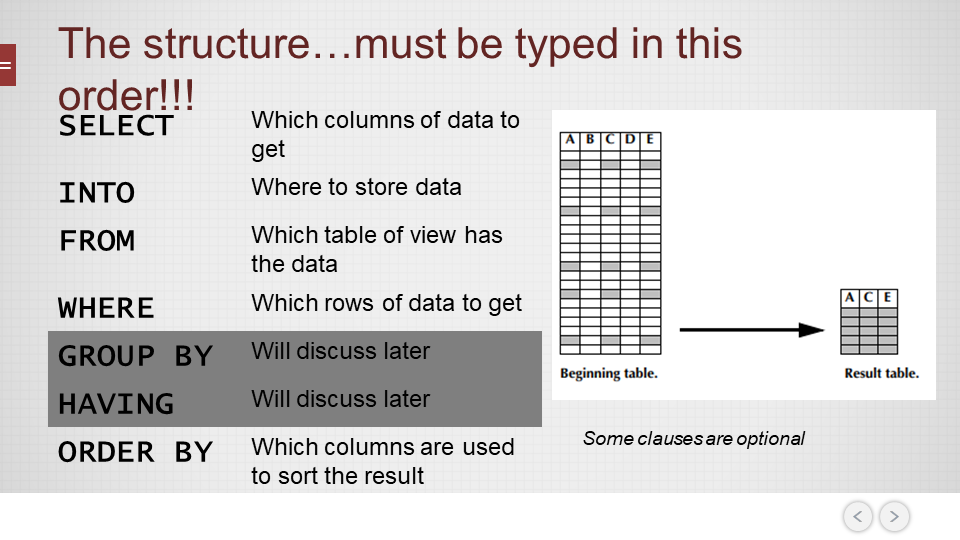 The structure…must be typed in this
order!!!
SELECT Which columns of data to
get
INTO Where to store data
FROM Which table of view has
the data
WHERE Which rows of data to get
GROUP BY Will discuss later
HAVING Will discuss later
ORDER BY Which columns are used
to sort the result
A B C D E
Beginning table.
A C E
Result table.
Some clauses are optional